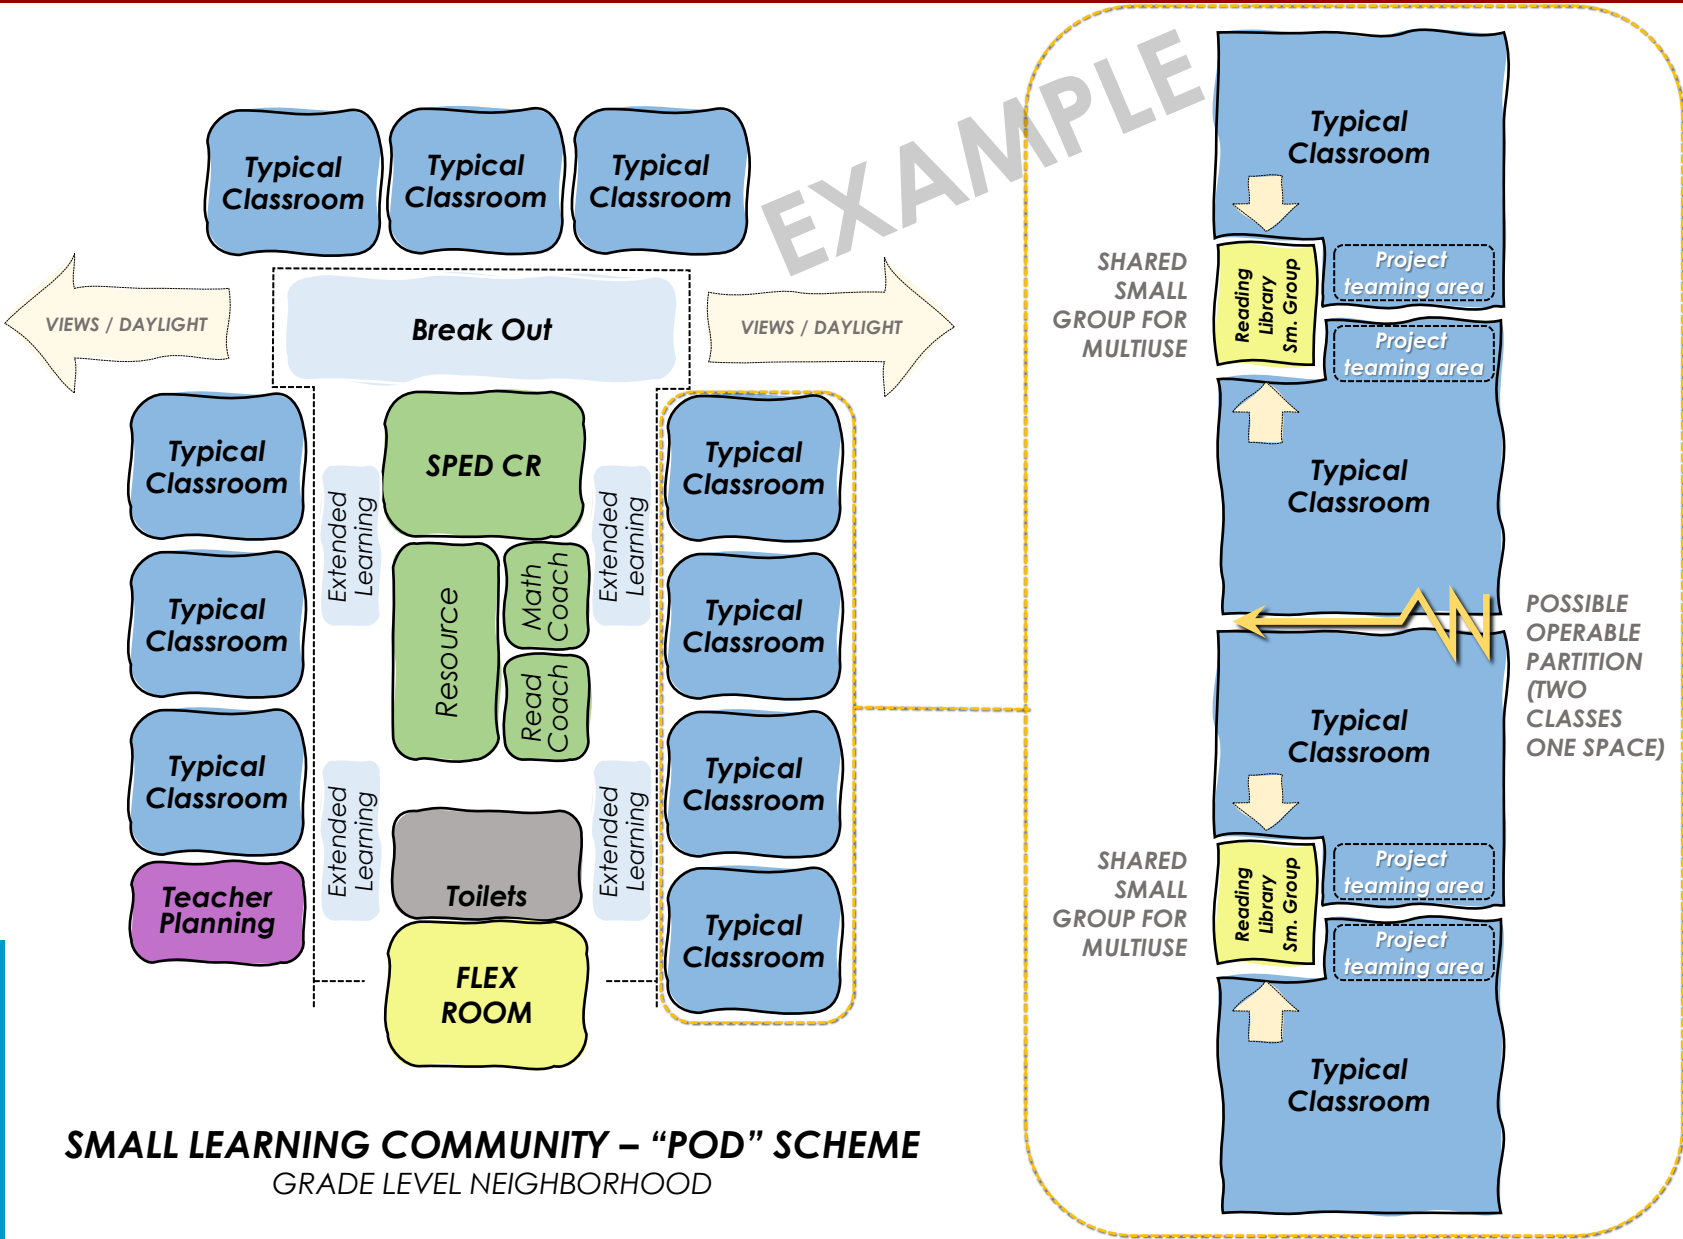 EXAMPLE
Typical
Classroom
Typical
Classroom
Typical
Classroom
VIEWS / DAYLIGHT
Break Out
VIEWS / DAYLIGHT
Typical
Classroom
Typical
Classroom
Typical
Classroom
Teacher
Planning
Extended
Learning
Extended
Learning
SPED CR
Resource
Math
Coach
Read
Coach
Toilets
FLEX
ROOM
Extended
Learning
Extended
Learning
Typical
Classroom
Typical
Classroom
Typical
Classroom
Typical
Classroom
SMALL LEARNING COMMUNITY – “POD” SCHEME
GRADE LEVEL NEIGHBORHOOD
Typical
Classroom
SHARED
SMALL
GROUP FOR
MULTIUSE
Reading
Library
Sm. Group
Project
teaming area
Project
teaming area
Typical
Classroom
POSSIBLE
OPERABLE
PARTITION
(TWO
CLASSES
ONE SPACE)
Typical
Classroom
SHARED
SMALL
GROUP FOR
MULTIUSE
Reading
Library
Sm. Group
Project
teaming area
Project
teaming area
Typical
Classroom